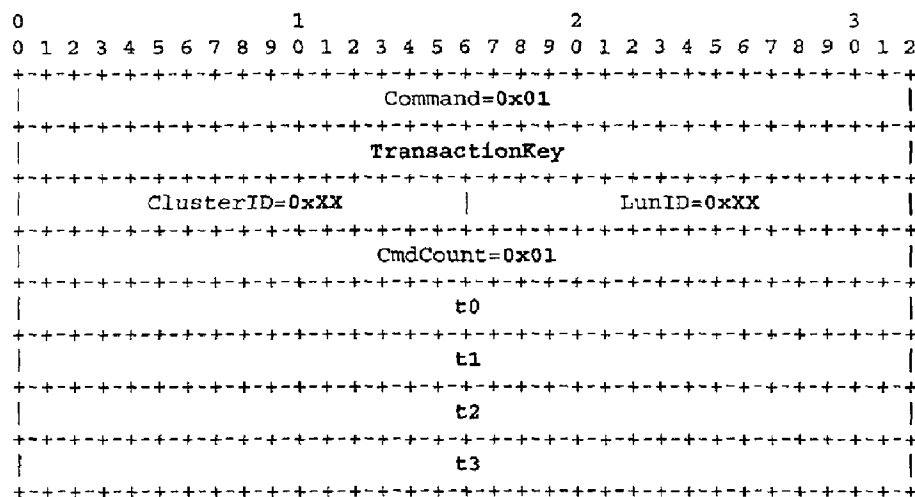 0                   1                   2                   3
0 1 2 3 4 5 6 7 8 9 0 1 2 3 4 5 6 7 8 9 0 1 2 3 4 5 6 7 8 9 0 1 2
+-+-+-+-+-+-+-+-+-+-+-+-+-+-+-+-+-+-+-+-+-+-+-+-+-+-+-+-+-+-+-+-+
| Command=0x01 |
+-+-+-+-+-+-+-+-+-+-+-+-+-+-+-+-+-+-+-+-+-+-+-+-+-+-+-+-+-+-+-+-+
| TransactionKey |
+-+-+-+-+-+-+-+-+-+-+-+-+-+-+-+-+-+-+-+-+-+-+-+-+-+-+-+-+-+-+-+-+
| ClusterID=0xXX | LunID=0xXX |
+-+-+-+-+-+-+-+-+-+-+-+-+-+-+-+-+-+-+-+-+-+-+-+-+-+-+-+-+-+-+-+-+
| CmdCount=0x01 |
+-+-+-+-+-+-+-+-+-+-+-+-+-+-+-+-+-+-+-+-+-+-+-+-+-+-+-+-+-+-+-+-+
| t0 |
+-+-+-+-+-+-+-+-+-+-+-+-+-+-+-+-+-+-+-+-+-+-+-+-+-+-+-+-+-+-+-+-+
| t1 |
+-+-+-+-+-+-+-+-+-+-+-+-+-+-+-+-+-+-+-+-+-+-+-+-+-+-+-+-+-+-+-+-+
| t2 |
+-+-+-+-+-+-+-+-+-+-+-+-+-+-+-+-+-+-+-+-+-+-+-+-+-+-+-+-+-+-+-+-+
| t3 |
+-+-+-+-+-+-+-+-+-+-+-+-+-+-+-+-+-+-+-+-+-+-+-+-+-+-+-+-+-+-+-+-+